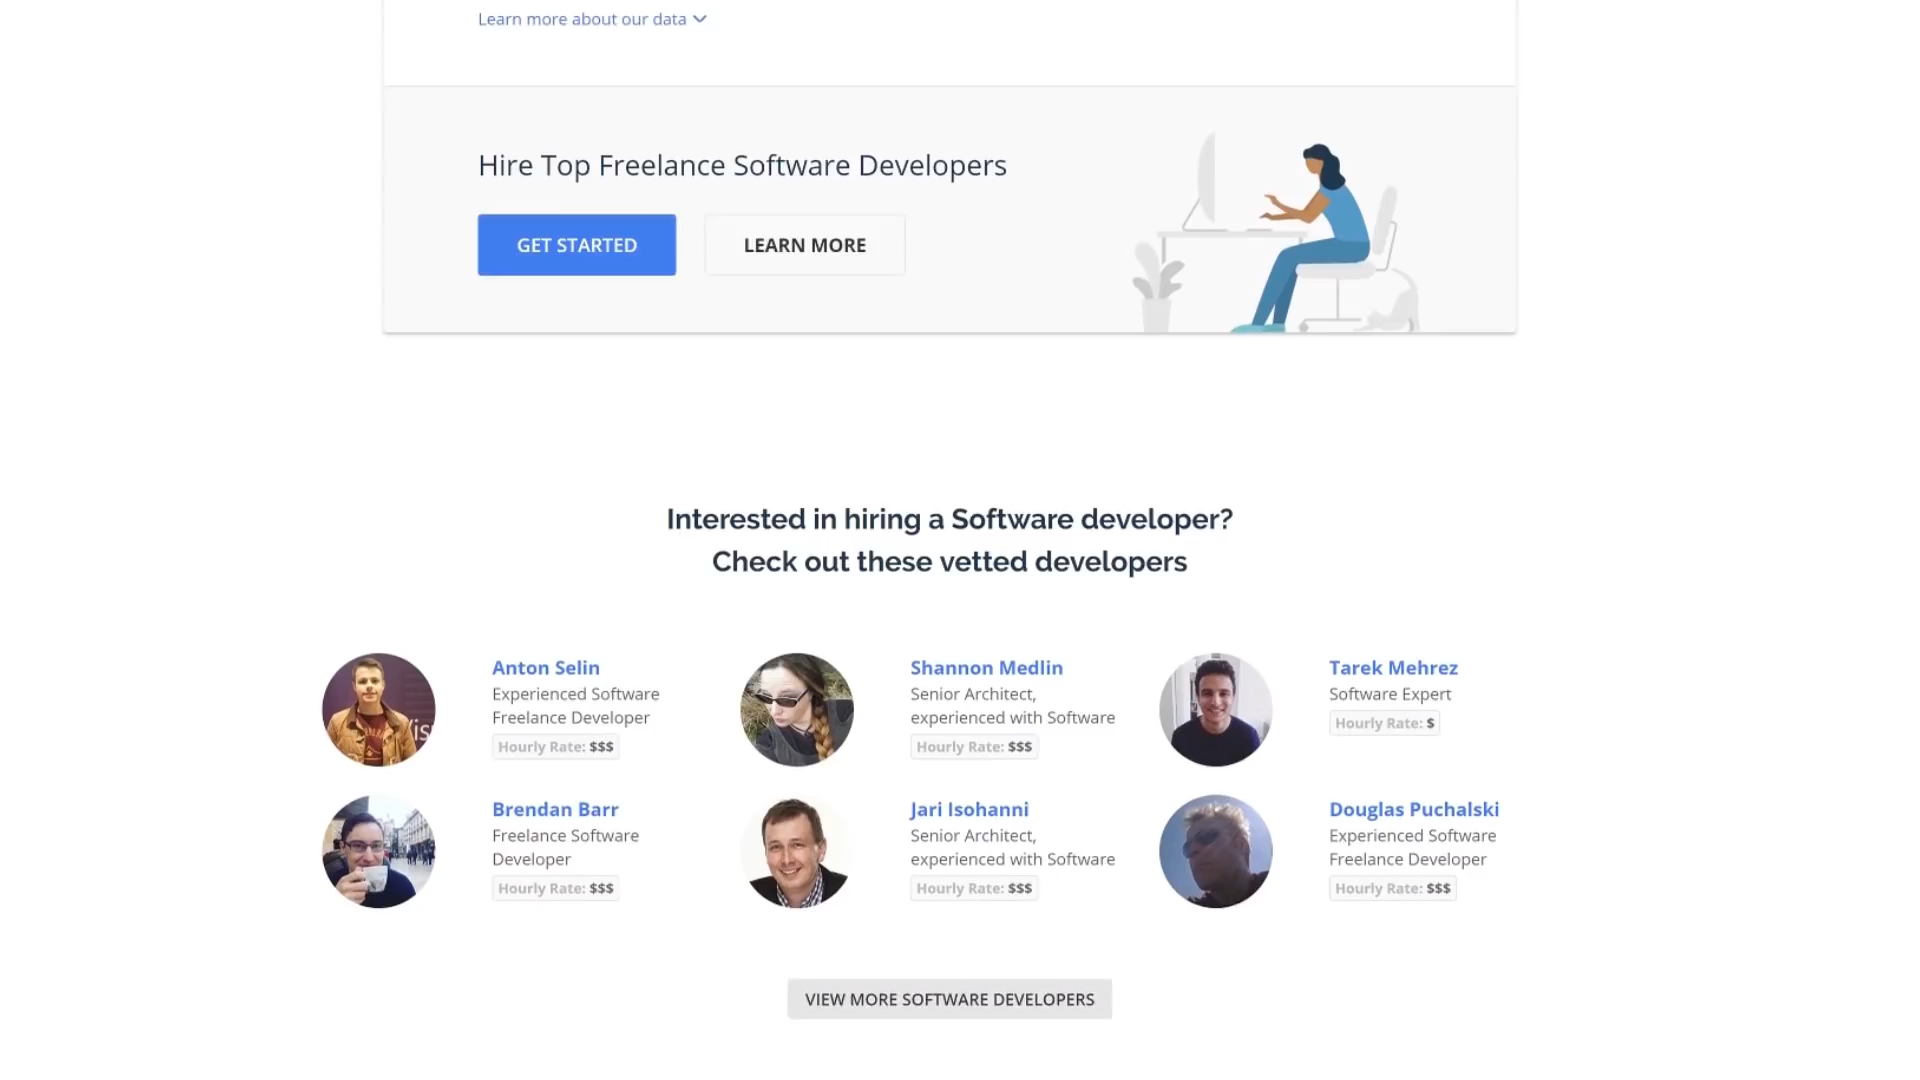 Learn more about our data
Hire Top Freelance Software Developers
GET STARTED
LEARN MORE
Interested in hiring a Software developer?
Check out these vetted developers
Anton Selin
Experienced Software
Freelance Developer
Hourly Rate: $$$
Shannon Medlin
Senior Architect,
experienced with Software
Hourly Rate: $$$
Tarek Mehrez
Software Expert
Hourly Rate: $
Brendan Barr
Freelance Software
Developer
Hourly Rate: $$$
Jari Isohanni
Senior Architect,
experienced with Software
Hourly Rate: $$$
Douglas Puchalski
Experienced Software
Freelance Developer
Hourly Rate: $$$
VIEW MORE SOFTWARE DEVELOPERS